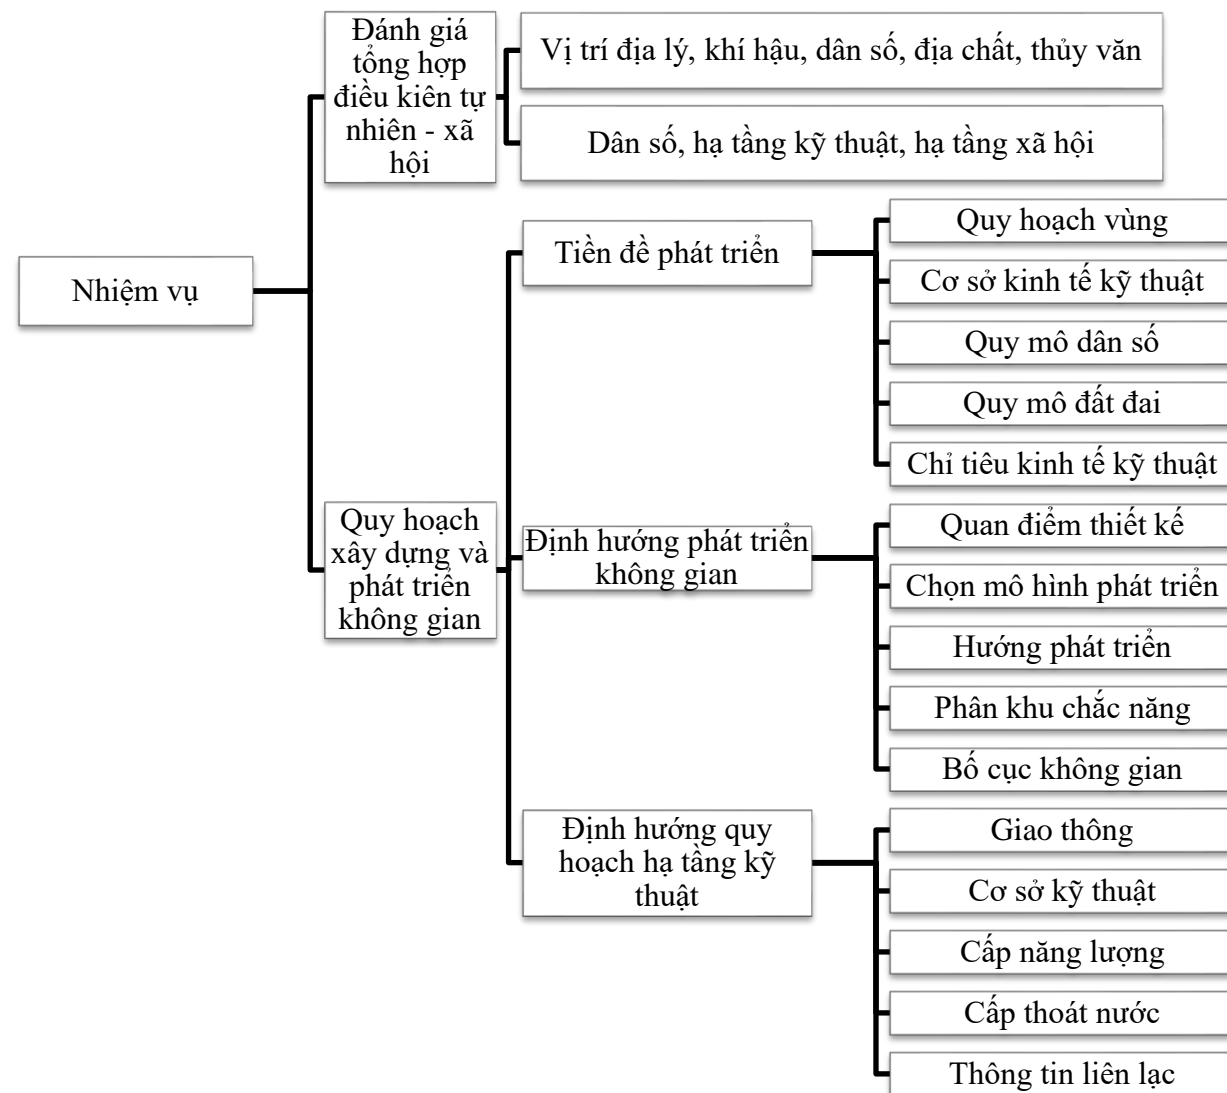 Nhiệm vụ
Đánh giá
tổng hợp
điều kiên tự
nhiên - xã
hội
Vị trí địa lý, khí hậu, dân số, địa chất, thủy văn
Dân số, hạ tầng kỹ thuật, hạ tầng xã hội
Quy hoạch
xây dựng và
phát triển
không gian
Tiền đề phát triển
Quy hoạch vùng
Cơ sở kinh tế kỹ thuật
Quy mô dân số
Quy mô đất đai
Chỉ tiêu kinh tế kỹ thuật
Định hướng phát triển
không gian
Quan điểm thiết kế
Chọn mô hình phát triển
Hướng phát triển
Phân khu chắc năng
Bố cục không gian
Định hướng quy
hoạch hạ tầng kỹ
thuật
Giao thông
Cơ sở kỹ thuật
Cấp năng lượng
Cấp thoát nước
Thông tin liên lạc